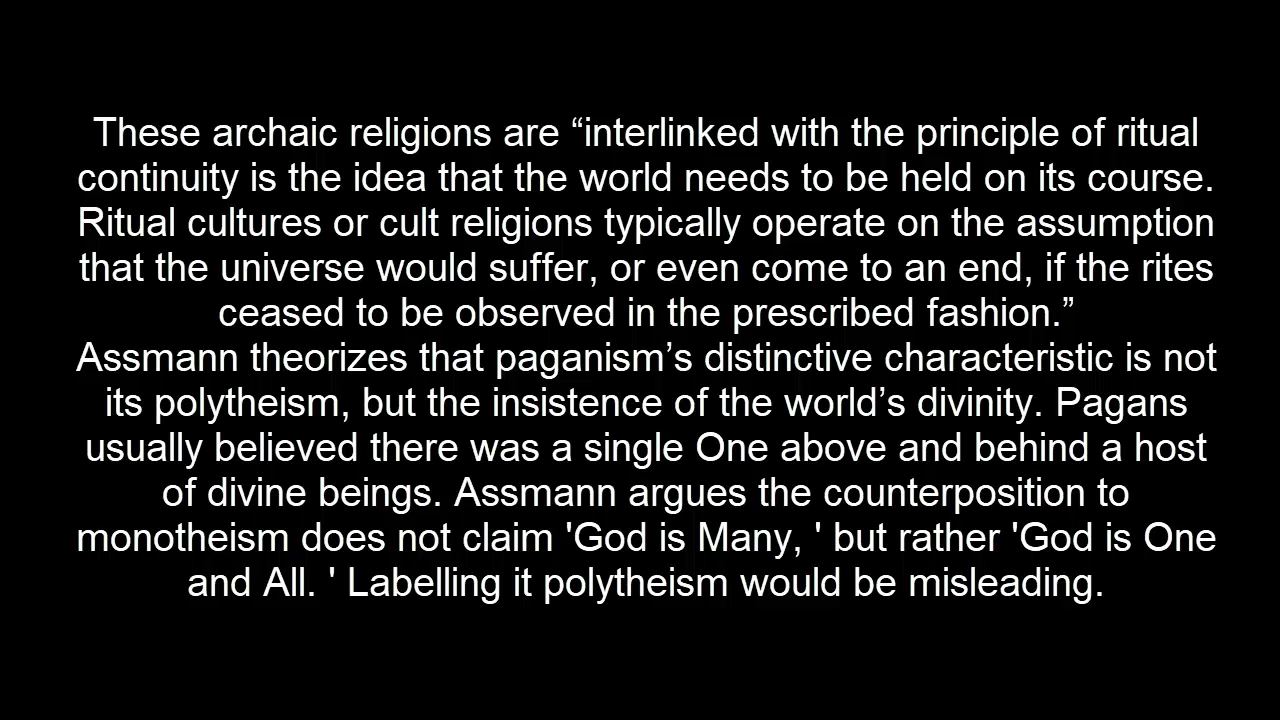 These archaic religions are “interlinked with the principle of ritual
continuity is the idea that the world needs to be held on its course.
Ritual cultures or cult religions typically operate on the assumption
that the universe would suffer, or even come to an end, if the rites
ceased to be observed in the prescribed fashion.”
Assmann theorizes that paganism’s distinctive characteristic is not
its polytheism, but the insistence of the world’s divinity. Pagans
usually believed there was a single One above and behind a host
of divine beings. Assmann argues the counterposition to
monotheism does not claim 'God is Many, ' but rather 'God is One
and All. ' Labelling it polytheism would be misleading.